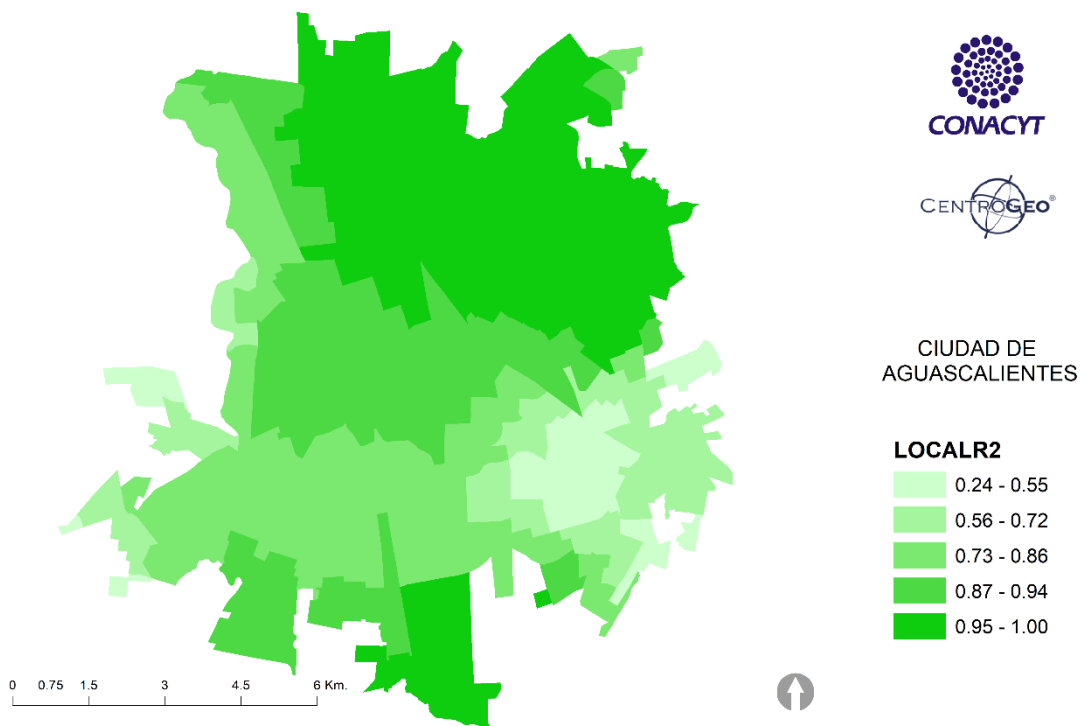 CONACYT
CENTROGEO®
CIUDAD DE
AGUASCALIENTES
LOCALR2
0.24 - 0.55
0.56 - 0.72
0.73 - 0.86
0.87 - 0.94
0.95 - 1.00
0 0.75 1.5 3 4.5 6 Km.